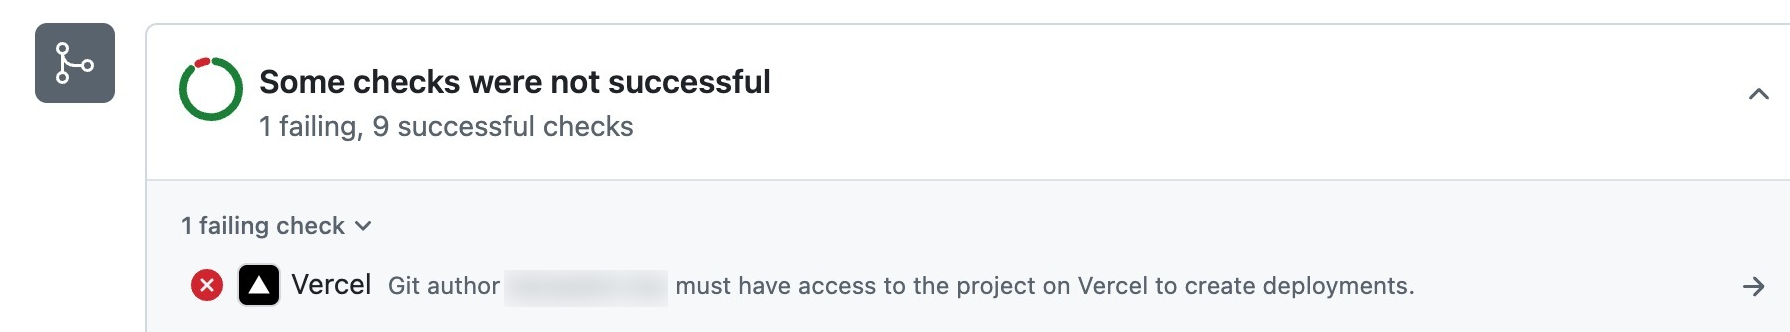 Some checks were not successful
1 failing, 9 successful checks
1 failing check
Vercel Git author must have access to the project on Vercel to create deployments.